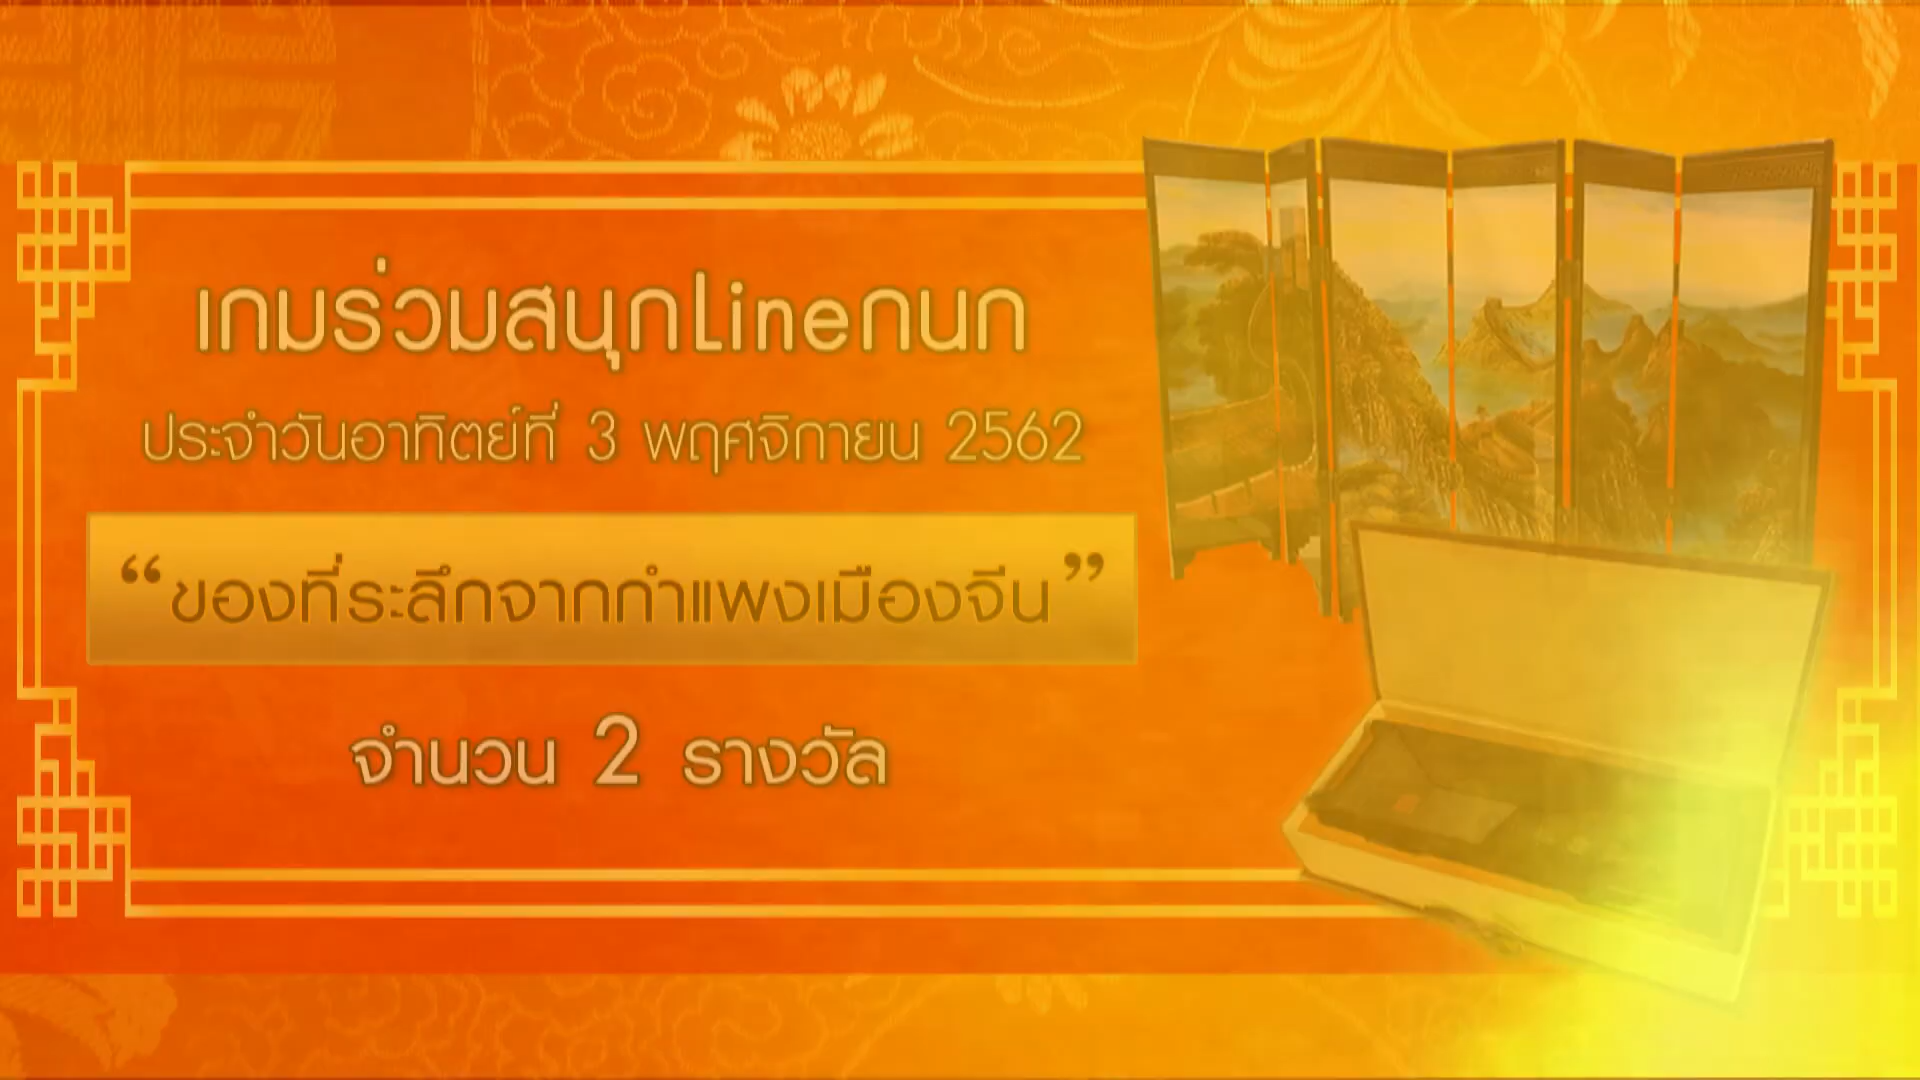 เกมร่วมสนุกLineกนก
ประจำวันอาทิตย์ที่ 3 พฤศจิกายน 2562
“ของที่ระลึกจากกำแพงเมืองจีน”
จำนวน 2 รางวัล